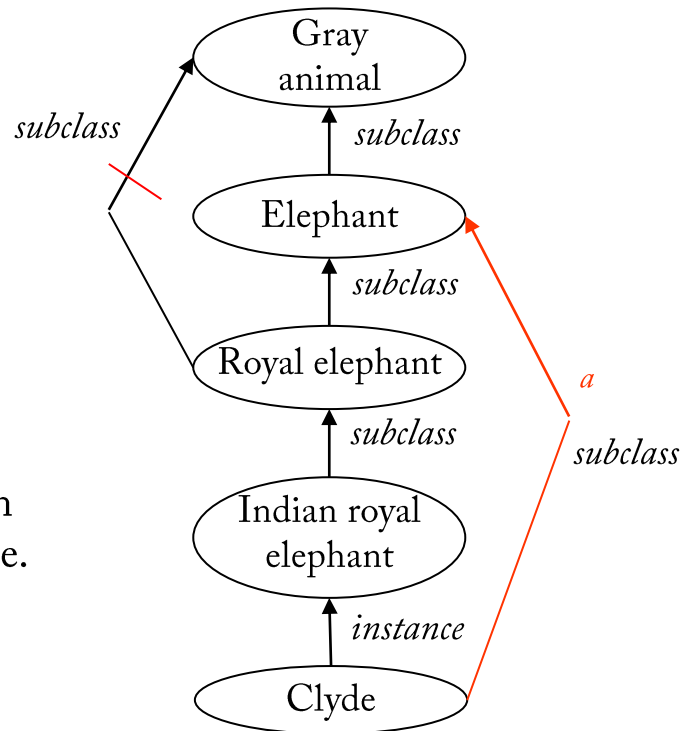 Gray
animal
subclass
subclass
Elephant
subclass
Royal elephant
a
subclass
subclass
n
e.
Indian royal
elephant
instance
Clyde